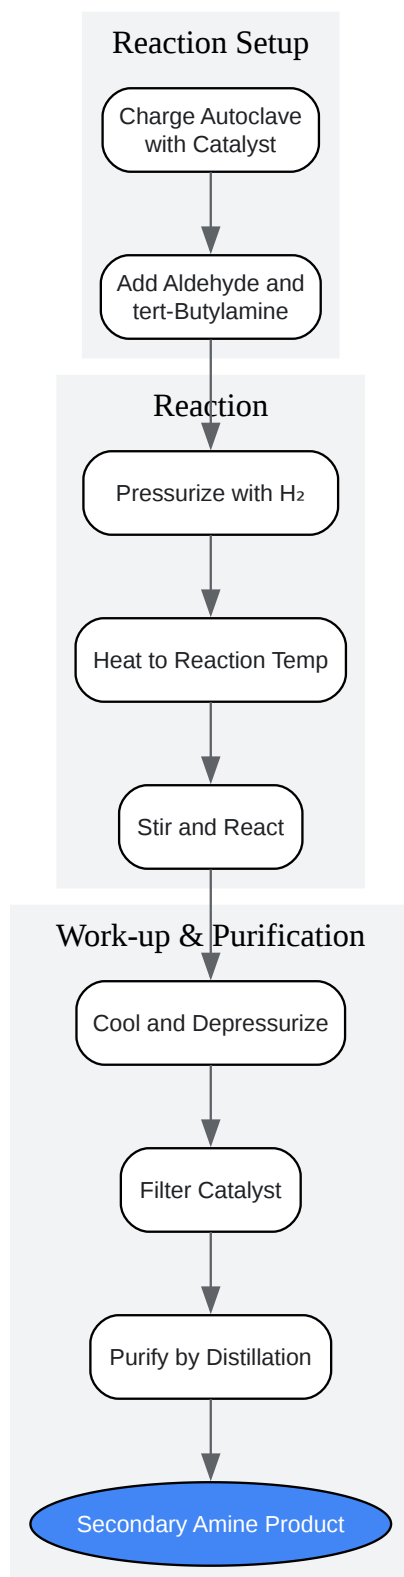 Reaction Setup
Charge Autoclave
with Catalyst
Add Aldehyde and
tert-Butylamine
Reaction
Pressurize with H₂
Heat to Reaction Temp
Stir and React
Work-up & Purification
Cool and Depressurize
Filter Catalyst
Purify by Distillation
Secondary Amine Product